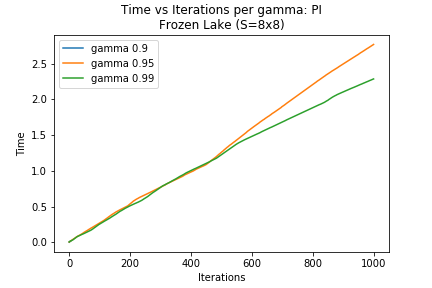 Time vs Iterations per gamma: PI
Frozen Lake (S=8x8)
gamma 0.9
gamma 0.95
gamma 0.99
Time
2.5
2.0
1.5
1.0
0.5
0.0
0 200 400 600 800 1000
Iterations